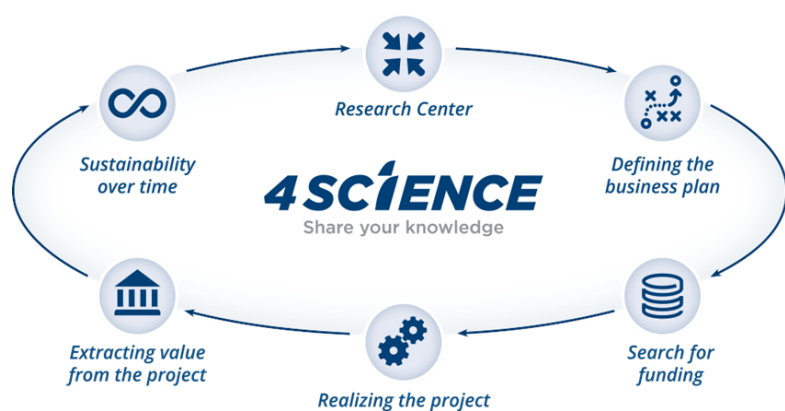 Research Center
Defining the
business plan
Search for
funding
Realizing the project
Extracting value
from the project
Sustainability
over time
4SCIENCE
Share your knowledge